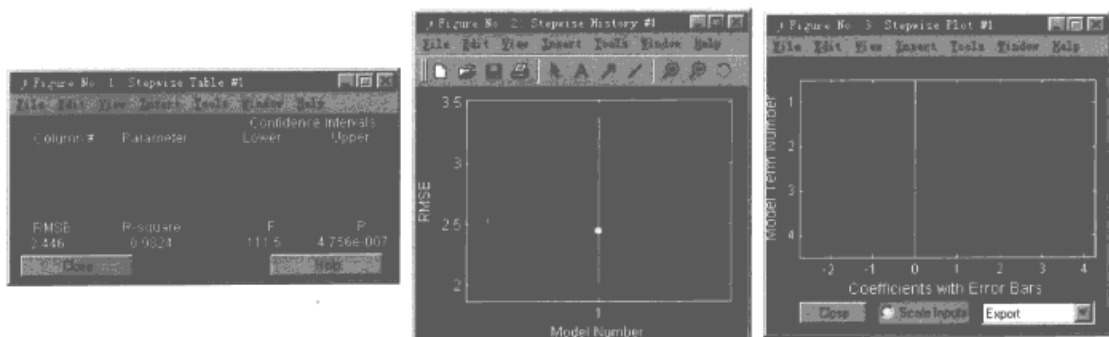 Figure No. 1: Stepwize Table #1
File Edit View Insert Tools Window Help
Confidence Intervals
Column # Parameter Lower Upper
RMSE R-square F P
2.446 0.9824 111.5 4.756e-007
Close Help
Figure No. 2: Stepwise History #1
File Edit View Insert Tools Window Help
3.5
3
2.5
2
RMSE
1
Model Number
Figure No. 3: Stepwise Plot #1
File Edit View Insert Tools Window Help
Model Term Number
1
2
3
4
-2 -1 0 1 2 3 4
Coefficients with Error Bars
Close Scale Inputs Export